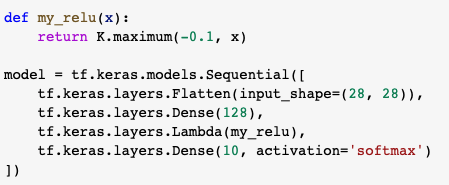 def my_relu(x):
    return K.maximum(-0.1, x)

model = tf.keras.models.Sequential([
    tf.keras.layers.Flatten(input_shape=(28, 28)),
    tf.keras.layers.Dense(128),
    tf.keras.layers.Lambda(my_relu),
    tf.keras.layers.Dense(10, activation='softmax')
])